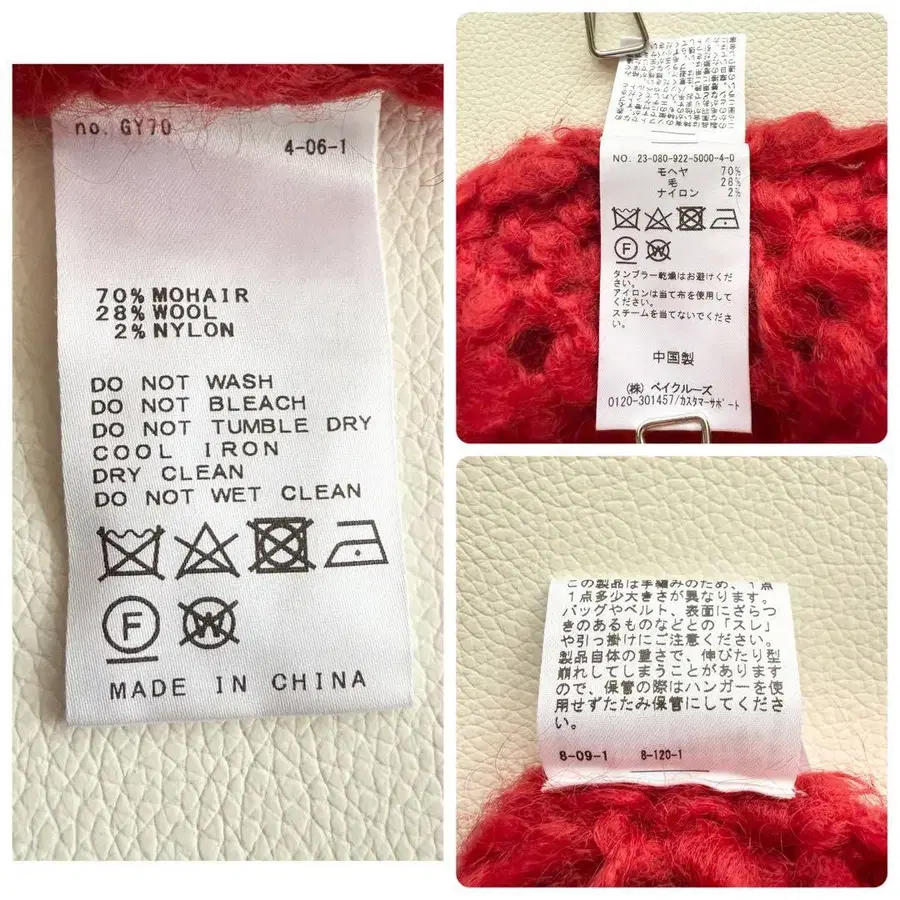 no. GY70
4-06-1
70% MOHAIR
28% WOOL
2% NYLON
DO NOT WASH
DO NOT BLEACH
DO NOT TUMBLE DRY
COOL IRON
DRY CLEAN
DO NOT WET CLEAN
F
W
MADE IN CHINA
NO. 23-080-922-5000-4-0
モヘヤ 70%
毛 28%
ナイロン 2%
F
W
タンブラー乾燥はお避けくだ
さい。
アイロンは当て布を使用して
ください。
スチームを当てないでくださ
い。
中国製
(株) ベイクルーズ
0120-301457/カスタマーサポート
この製品は手編みのため、1点
1点多少大きさが異なります。
バッグやベルト、表面にざらつ
きのあるものなどとの「スレ」
や引っ掛けにご注意ください。
製品自体の重さで、伸びたり型
崩れしてしまうことがあります
ので、保管の際はハンガーを使
用せずたたみ保管にしてくださ
い。
8-09-1 8-120-1